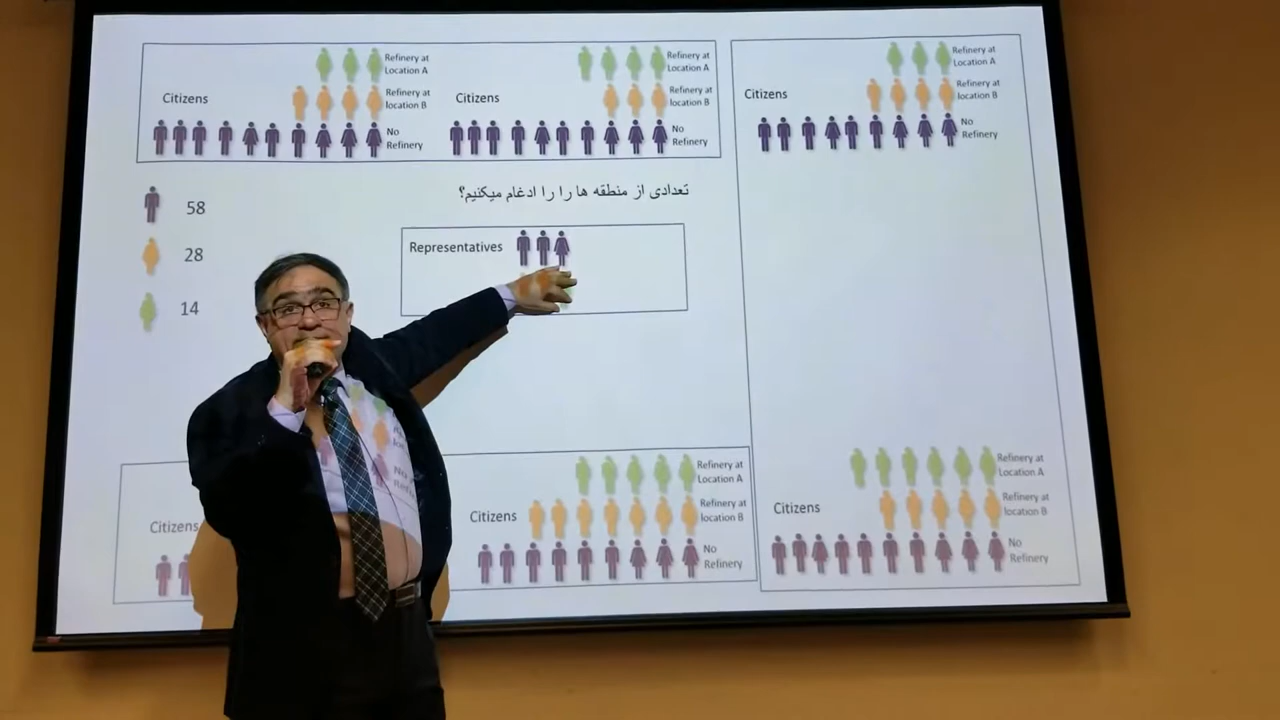 Refinery at
Location A
Citizens
Refinery at
location B
No
Refinery
Refinery at
Location A
Citizens
Refinery at
location B
No
Refinery
Refinery at
Location A
Citizens
Refinery at
location B
No
Refinery
تعدادی از منطقه ها را را ادغام میکنیم؟
58
28
14
Representatives
Citizens
Refinery at
Location A
Citizens
Refinery at
location B
No
Refinery
Refinery at
Location A
Citizens
Refinery at
location B
No
Refinery